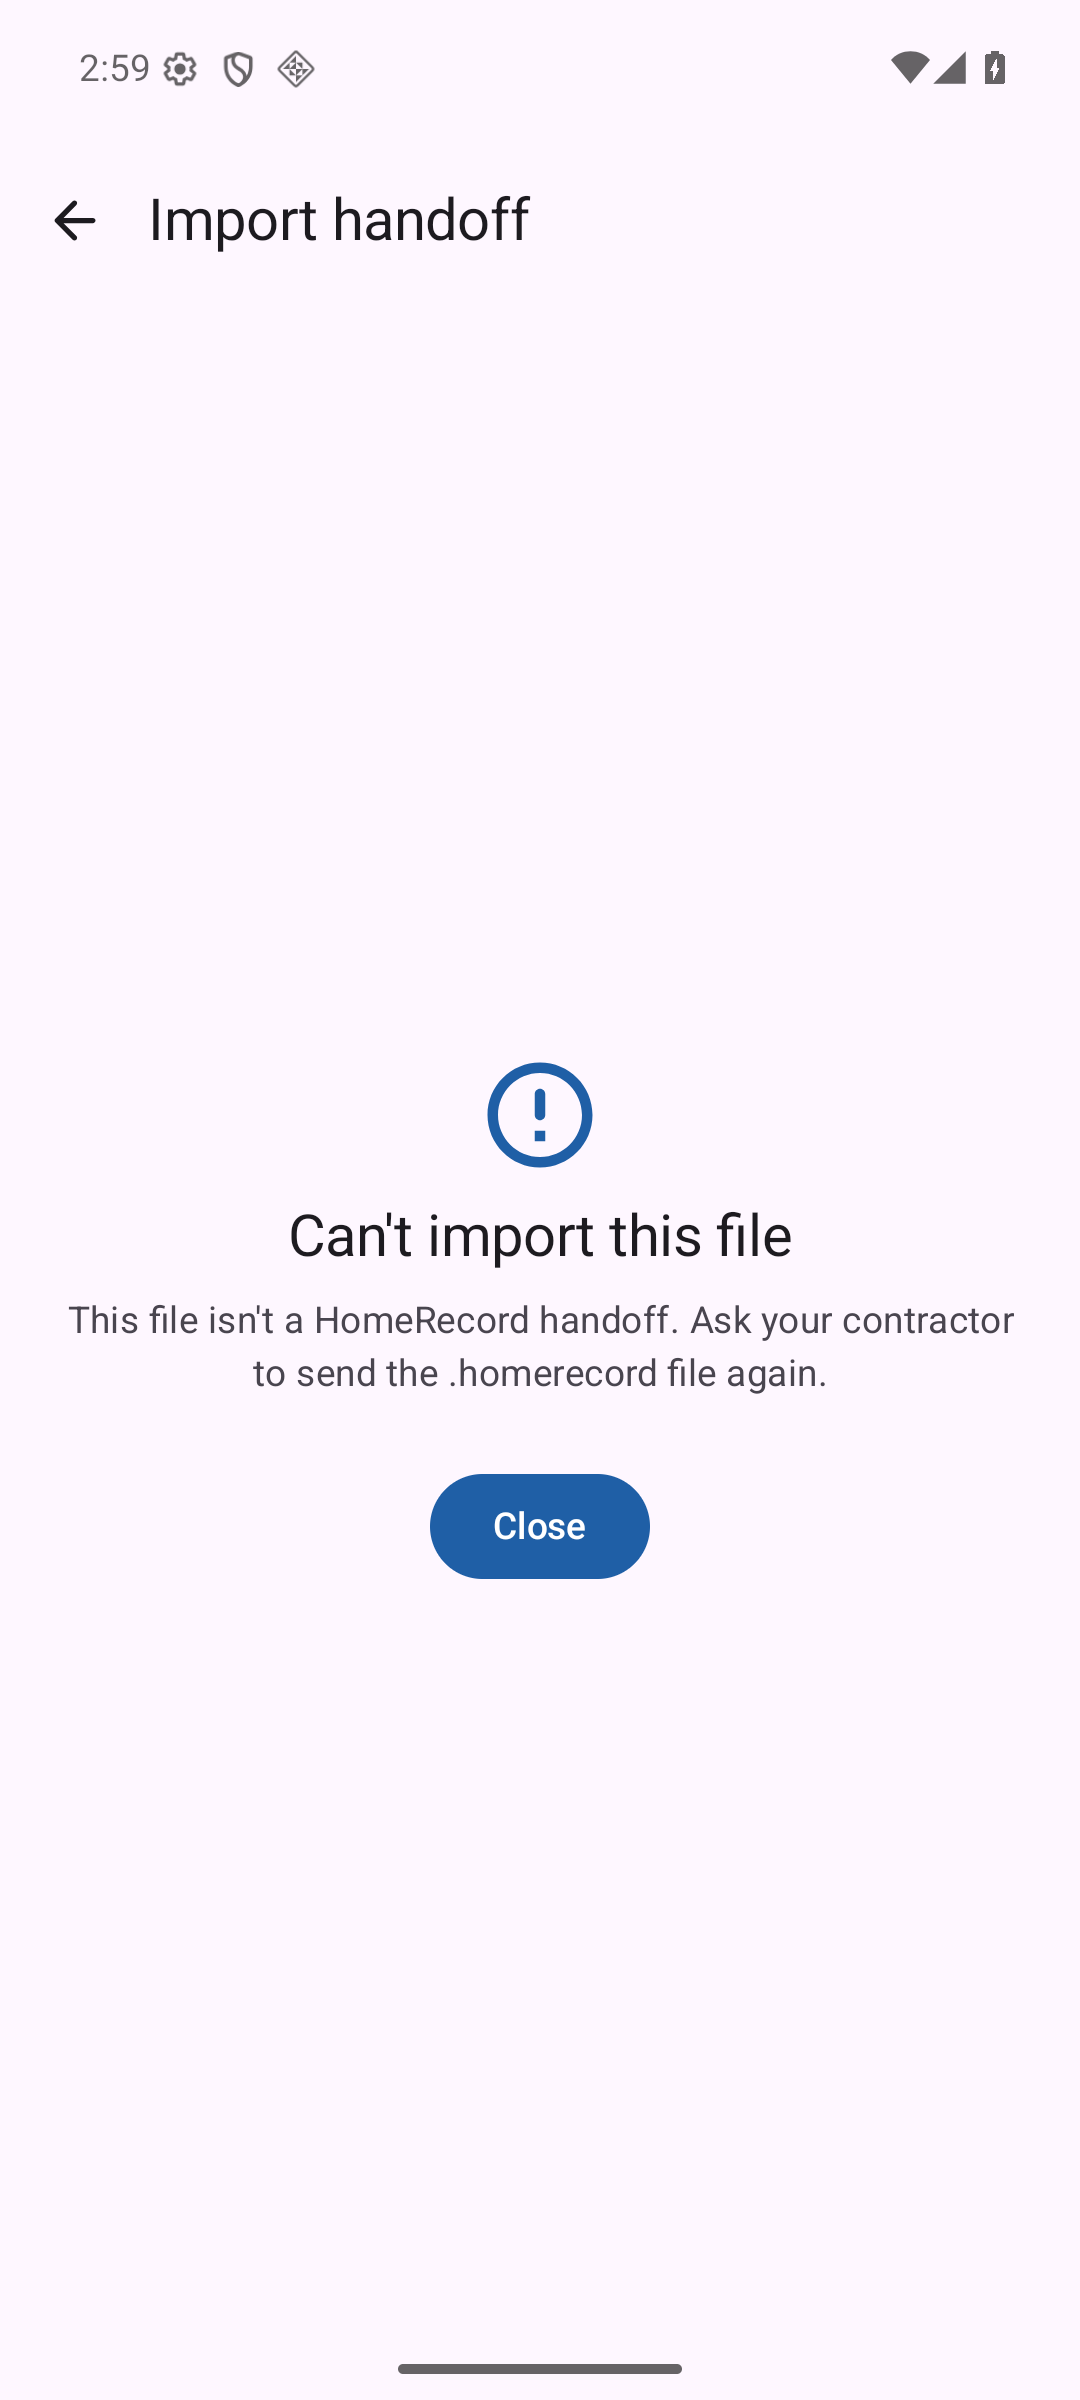 2:59
Import handoff
Can't import this file
This file isn't a HomeRecord handoff. Ask your contractor
to send the .homerecord file again.
Close